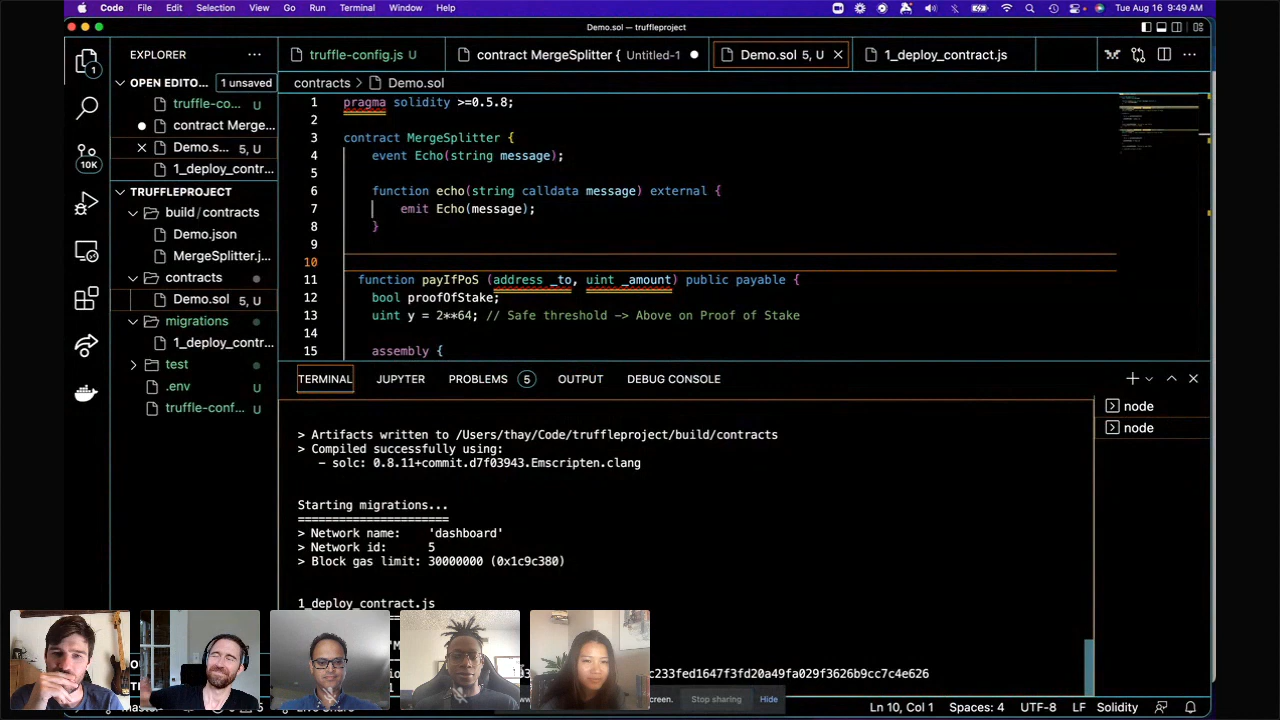 Code File Edit Selection View Go Run Terminal Window Help Tue Aug 16 9:49 AM
Demo.sol — truffleproject
EXPLORER
truffle-config.js U
contract MergeSplitter { Untitled-1
Demo.sol 5, U
1_deploy_contract.js
OPEN EDITO... 1 unsaved
contracts > Demo.sol
truffle-co... U
contract Merge...
Demo.s... 5, U
1_deploy_contr...
TRUFFLEPROJECT
build / contracts
Demo.json
MergeSplitter.j...
contracts
Demo.sol 5, U
migrations
1_deploy_contr...
test
.env U
truffle-conf... U
1
10K
1 pragma solidity >=0.5.8;
2
3 contract MergeSplitter {
4 event Echo(string message);
5
6 function echo(string calldata message) external {
7 emit Echo(message);
8 }
9
10
11 function payIfPoS (address _to, uint _amount) public payable {
12 bool proofOfStake;
13 uint y = 2**64; // Safe threshold -> Above on Proof of Stake
14
15 assembly {
TERMINAL JUPYTER PROBLEMS 5 OUTPUT DEBUG CONSOLE
node
node
> Artifacts written to /Users/thay/Code/truffleproject/build/contracts
> Compiled successfully using:
- solc: 0.8.11+commit.d7f03943.Emscripten.clang
Starting migrations...
======================
> Network name: 'dashboard'
> Network id: 5
> Block gas limit: 30000000 (0x1c9c380)
1_deploy_contract.js
c233fed1647f3fd20a49fa029f3626b9cc7c4e626
screen. Stop sharing Hide
Ln 10, Col 1 Spaces: 4 UTF-8 LF Solidity